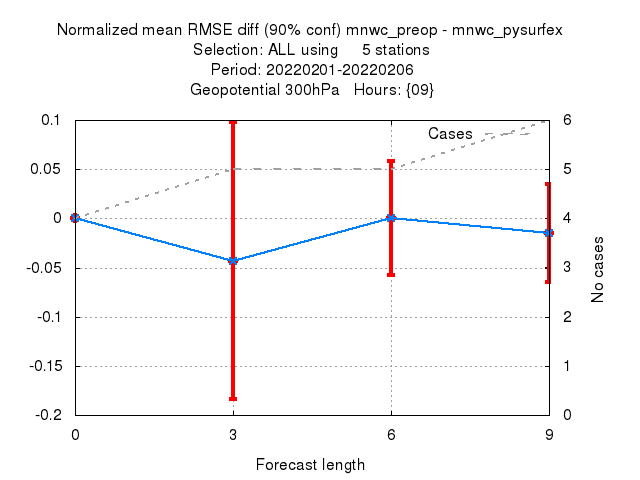 Normalized mean RMSE diff (90% conf) mnwc_preop - mnwc_pysurfex
Selection: ALL using 5 stations
Period: 20220201-20220206
Geopotential 300hPa Hours: {09}
0.1
0.05
0
-0.05
-0.1
-0.15
-0.2
Cases
6
5
4
3
2
1
0
No cases
0 3 6 9
Forecast length